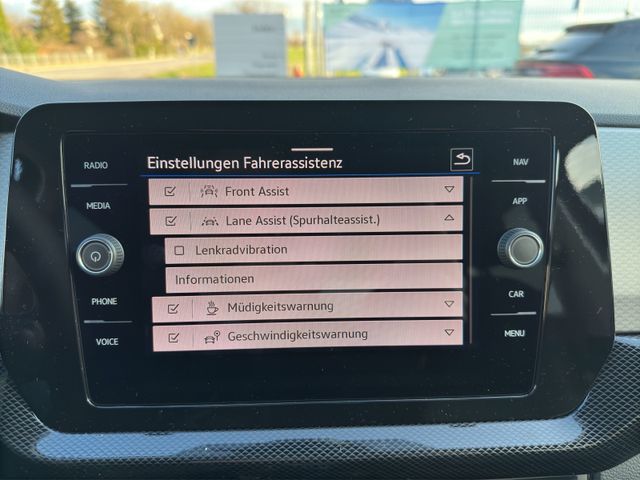 Einstellungen Fahrerassistenz
RADIO
NAV
Front Assist
MEDIA
APP
Lane Assist (Spurhalteassist.)
Lenkradvibration
Informationen
PHONE
CAR
Müdigkeitswarnung
VOICE
MENU
Geschwindigkeitswarnung